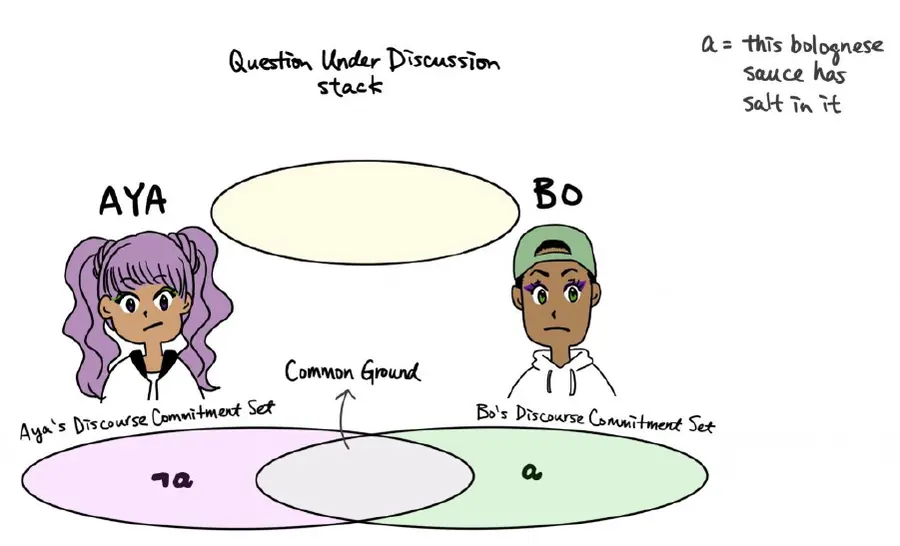 Question Under Discussion
stack
a = this bolognese
sauce has
salt in it
AYA
BO
Common Ground
Aya's Discourse Commitment Set
Bo's Discourse Commitment Set
¬a
a